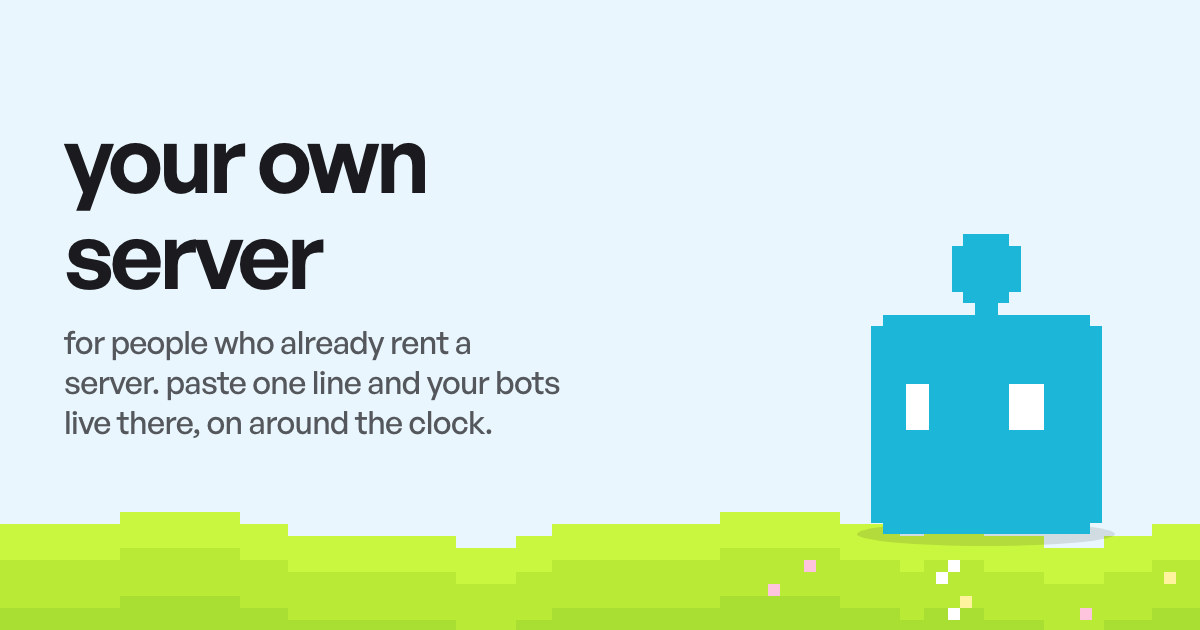 your own
server
for people who already rent a
server. paste one line and your bots
live there, on around the clock.